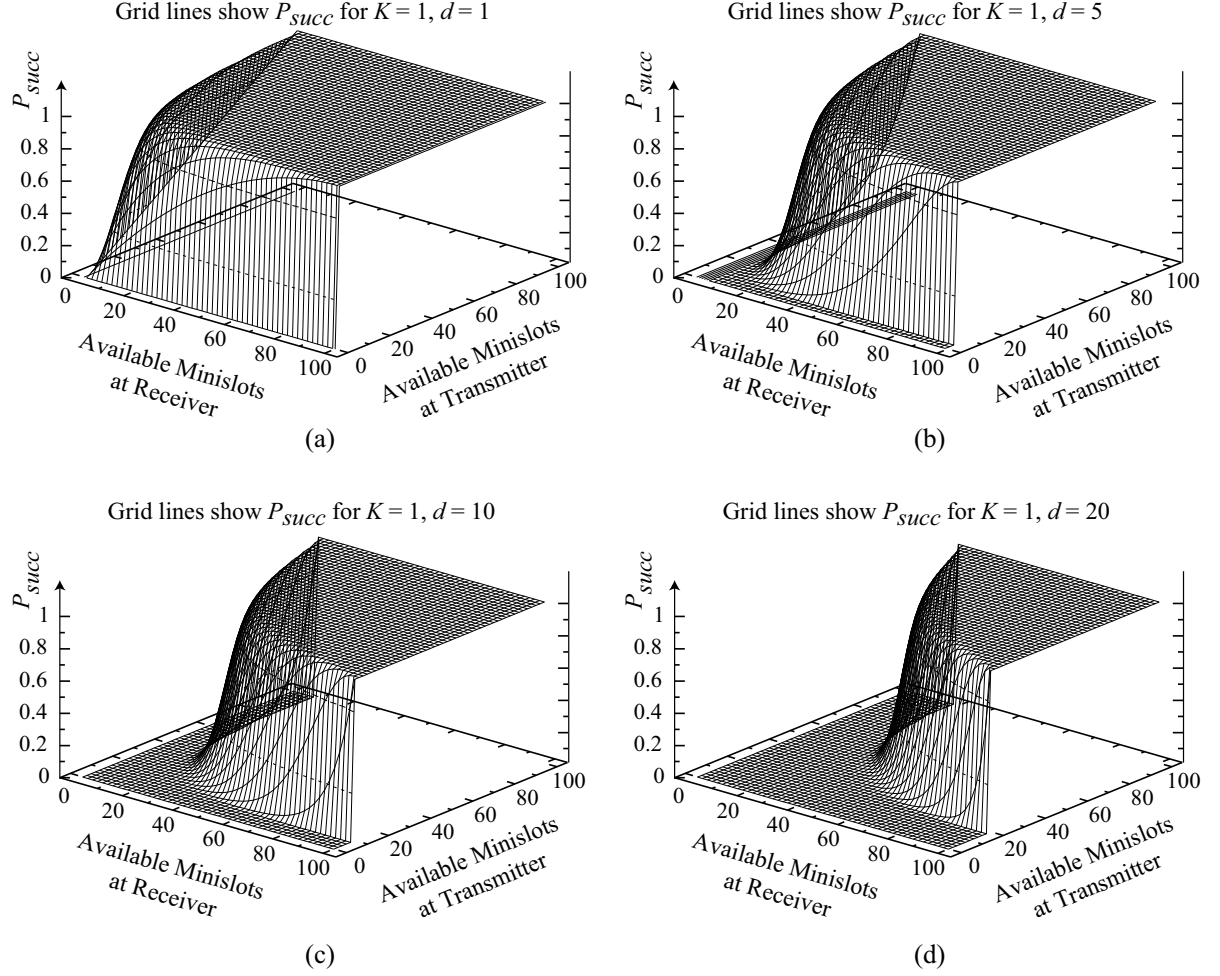 Grid lines show P_succ for K = 1, d = 1
P_succ
1
0.8
0.6
0.4
0.2
0
0 20 40 60 80 100
Available Minislots
at Receiver
0 20 40 60 80 100
Available Minislots
at Transmitter
(a)
Grid lines show P_succ for K = 1, d = 5
P_succ
1
0.8
0.6
0.4
0.2
0
0 20 40 60 80 100
Available Minislots
at Receiver
0 20 40 60 80 100
Available Minislots
at Transmitter
(b)
Grid lines show P_succ for K = 1, d = 10
P_succ
1
0.8
0.6
0.4
0.2
0
0 20 40 60 80 100
Available Minislots
at Receiver
0 20 40 60 80 100
Available Minislots
at Transmitter
(c)
Grid lines show P_succ for K = 1, d = 20
P_succ
1
0.8
0.6
0.4
0.2
0
0 20 40 60 80 100
Available Minislots
at Receiver
0 20 40 60 80 100
Available Minislots
at Transmitter
(d)